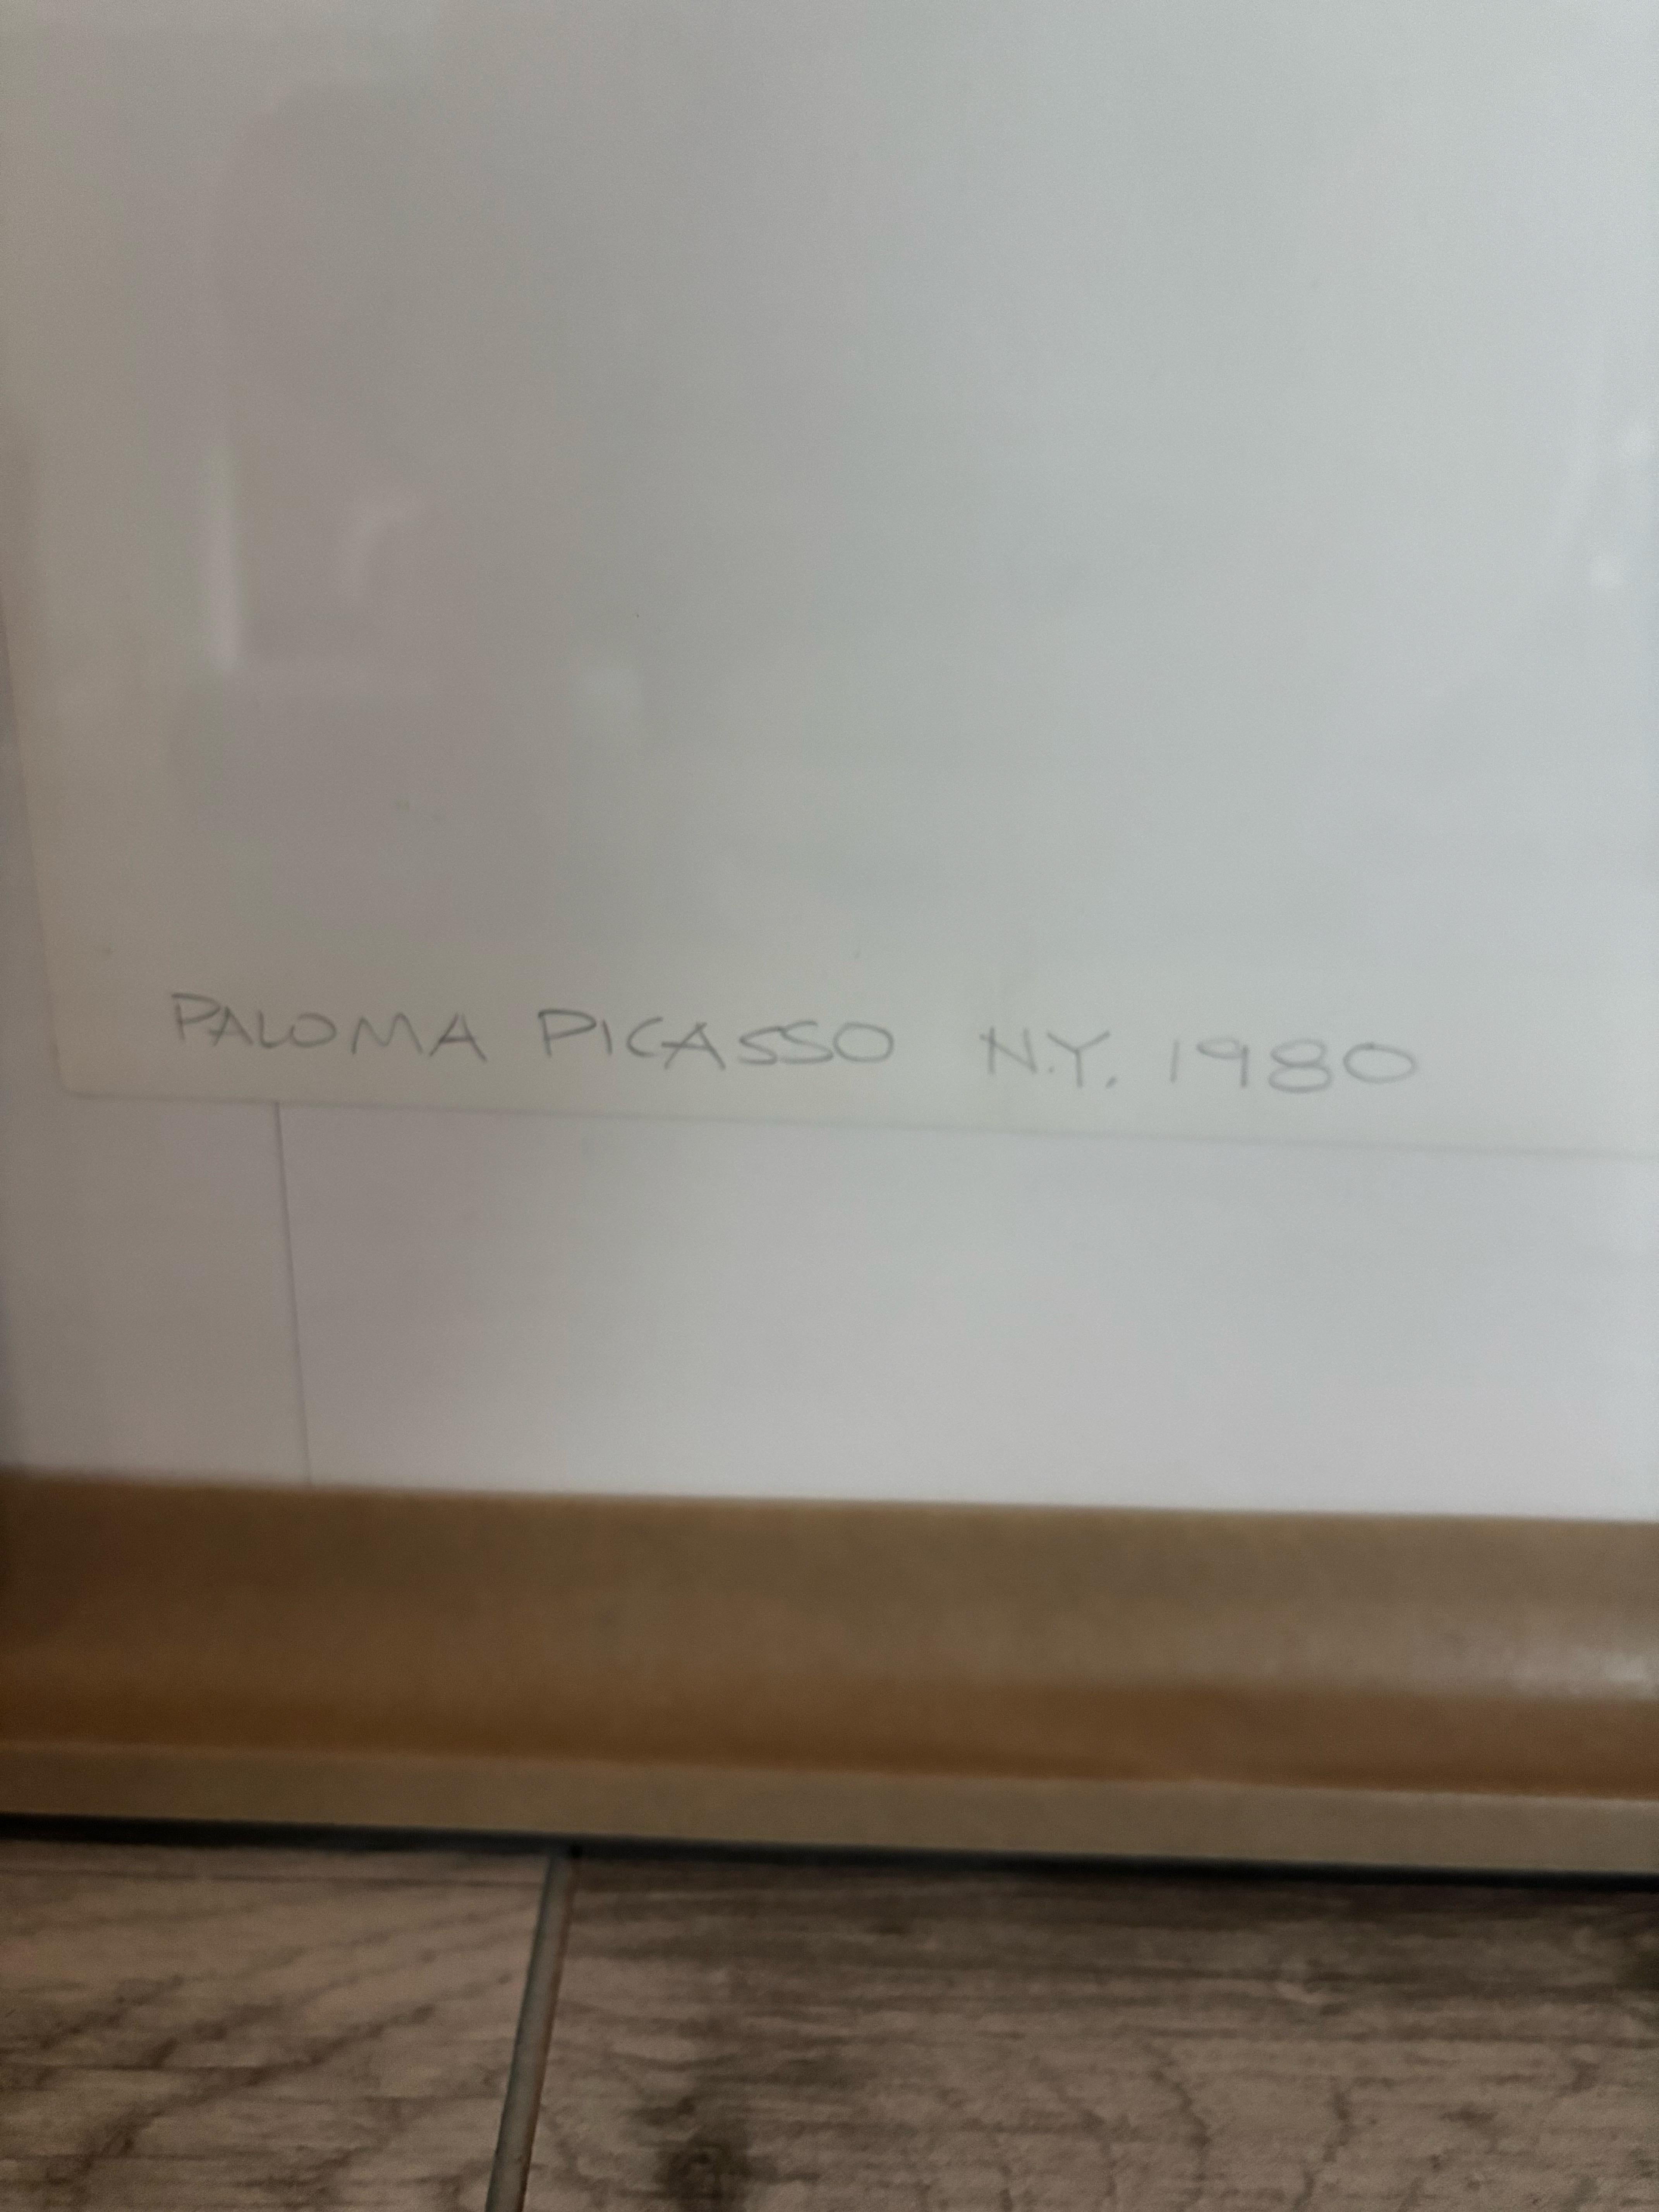 PALOMA PICASSO N.Y. 1980